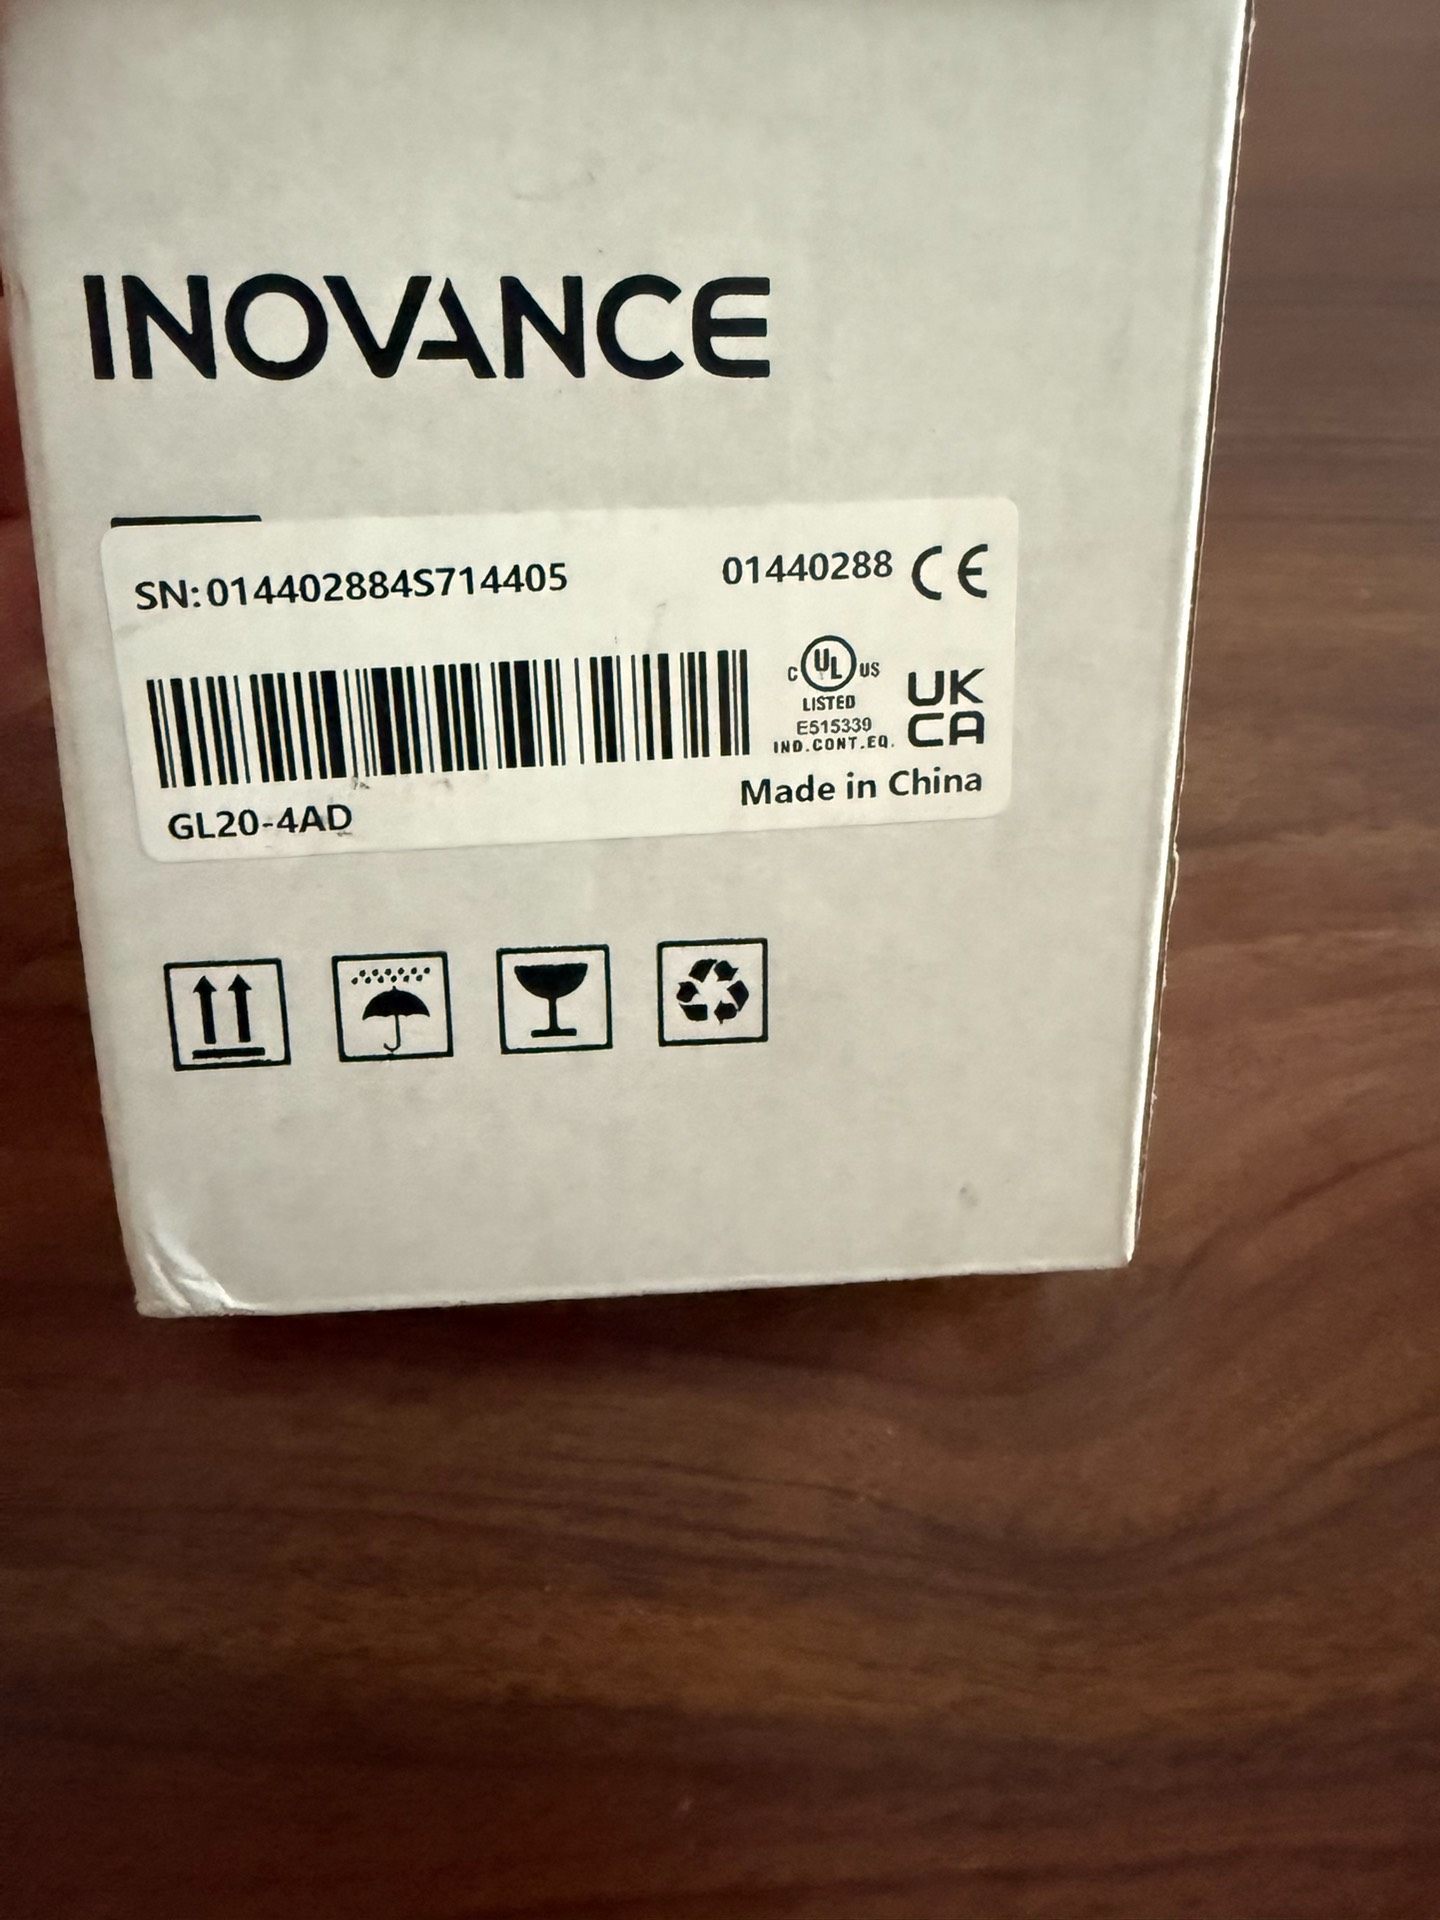 INOVANCE
SN:014402884S714405
01440288 CE
C UL US
LISTED
E515339
IND.CONT.EQ.
UK
CA
Made in China
GL20-4AD